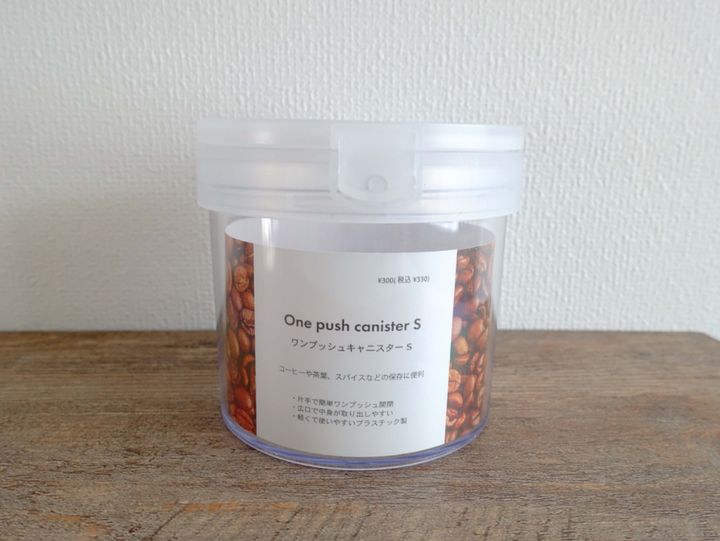 ¥300(税込 ¥330)
One push canister S
ワンプッシュキャニスター S
コーヒーや茶葉、スパイスなどの保存に便利
・片手で簡単ワンプッシュ開閉
・広口で中身が取り出しやすい
・軽くて使いやすいプラスチック製